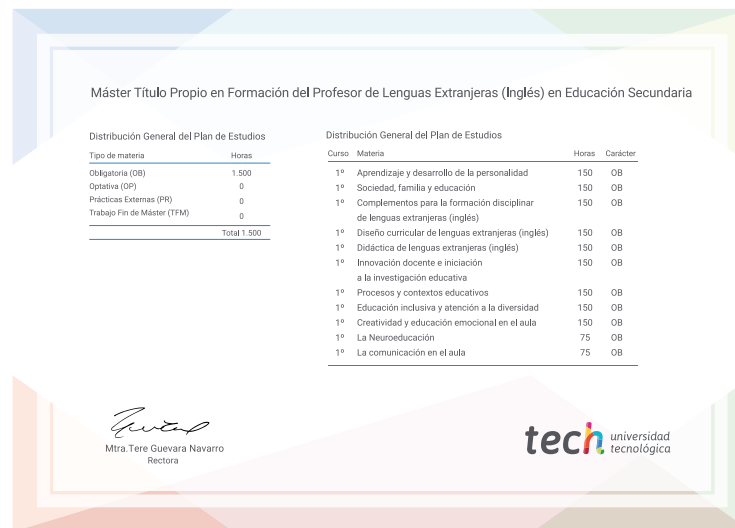 Máster Título Propio en Formación del Profesor de Lenguas Extranjeras (Inglés) en Educación Secundaria
Distribución General del Plan de Estudios
Tipo de materia Horas
Obligatoria (OB) 1.500
Optativa (OP) 0
Prácticas Externas (PR) 0
Trabajo Fin de Máster (TFM) 0
Total 1.500
Distribución General del Plan de Estudios
Curso Materia Horas Carácter
1º Aprendizaje y desarrollo de la personalidad 150 OB
1º Sociedad, familia y educación 150 OB
1º Complementos para la formación disciplinar 150 OB
de lenguas extranjeras (inglés)
1º Diseño curricular de lenguas extranjeras (inglés) 150 OB
1º Didáctica de lenguas extranjeras (inglés) 150 OB
1º Innovación docente e iniciación 150 OB
a la investigación educativa
1º Procesos y contextos educativos 150 OB
1º Educación inclusiva y atención a la diversidad 150 OB
1º Creatividad y educación emocional en el aula 150 OB
1º La Neuroeducación 75 OB
1º La comunicación en el aula 75 OB
Mtra.Tere Guevara Navarro
Rectora
tech universidad
tecnológica